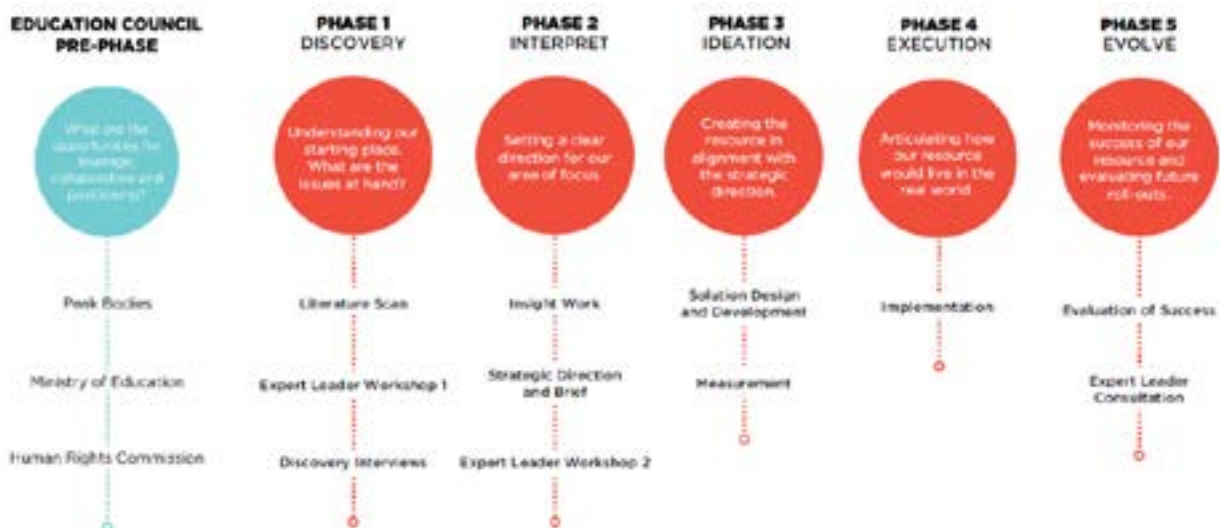 EDUCATION COUNCIL
PRE-PHASE
What are the
opportunities for
leverage,
collaboration and
positioning?
Peak Bodies
Ministry of Education
Human Rights Commission
PHASE 1
DISCOVERY
Understanding our
starting place.
What are the
issues at hand?
Literature Scan
Expert Leader Workshop 1
Discovery Interviews
PHASE 2
INTERPRET
Setting a clear
direction for our
area of focus.
Insight Work
Strategic Direction
and Brief
Expert Leader Workshop 2
PHASE 3
IDEATION
Creating the
resource in
alignment with
the strategic
direction.
Solution Design
and Development
Measurement
PHASE 4
EXECUTION
Articulating how
our resource
would live in the
real world
Implementation
PHASE 5
EVOLVE
Monitoring the
success of our
resource and
evaluating future
roll-outs.
Evaluation of Success
Expert Leader
Consultation